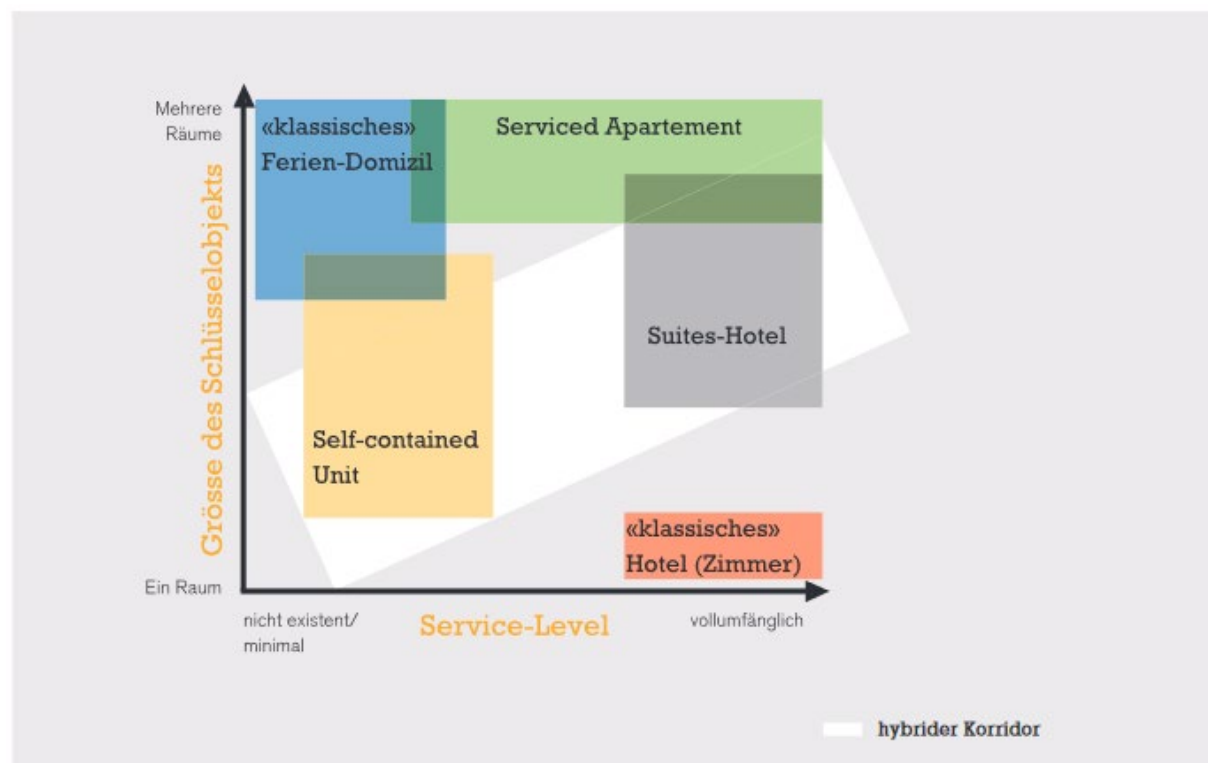 Mehrere
Räume
«klassisches»
Ferien-Domizil
Serviced Apartement
Grösse des Schlüsselobjekts
Suites-Hotel
Self-contained
Unit
«klassisches»
Hotel (Zimmer)
Ein Raum
nicht existent/
minimal
Service-Level
vollumfänglich
hybrider Korridor